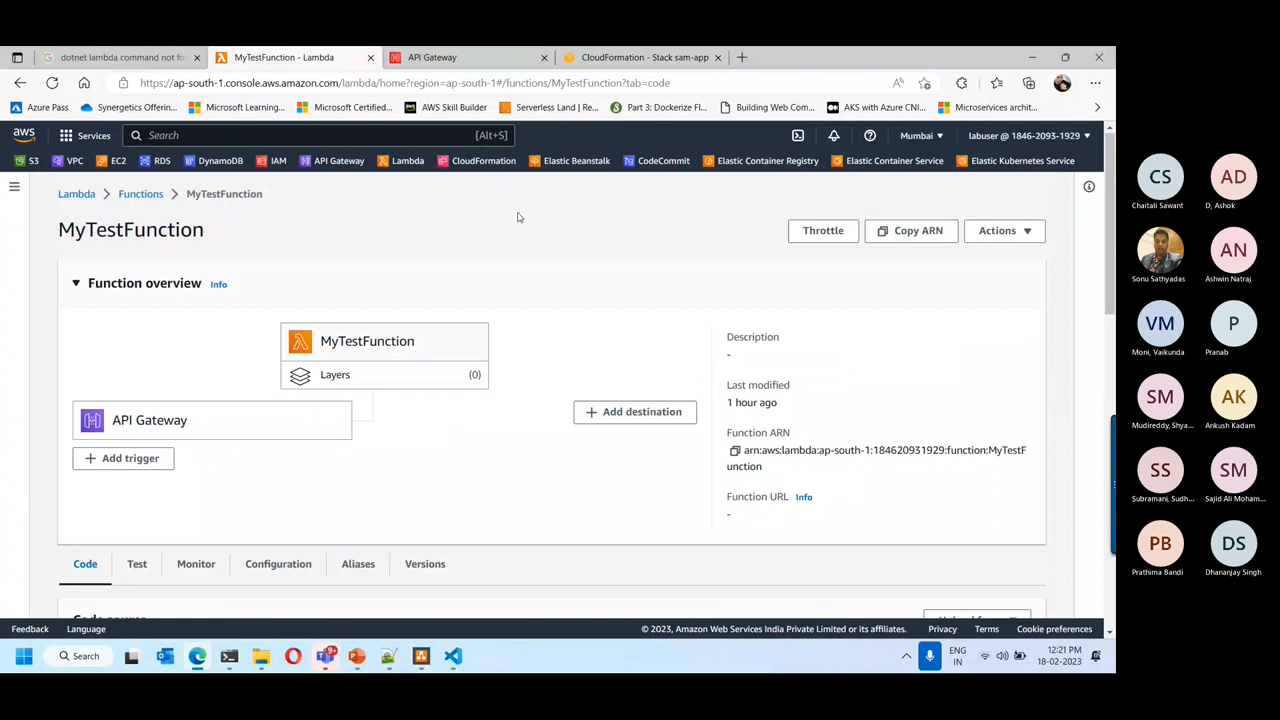 dotnet lambda command not fo
MyTestFunction - Lambda
API Gateway
CloudFormation - Stack sam-app
https://ap-south-1.console.aws.amazon.com/lambda/home?region=ap-south-1#/functions/MyTestFunction?tab=code
Azure Pass
Synergetics Offerin...
Microsoft Learning...
Microsoft Certified...
AWS Skill Builder
Serverless Land | Re...
Part 3: Dockerize Fl...
Building Web Com...
AKS with Azure CNI...
Microservices archit...
aws
Services
Search
[Alt+S]
Mumbai
labuser @ 1846-2093-1929
S3
VPC
EC2
RDS
DynamoDB
IAM
API Gateway
Lambda
CloudFormation
Elastic Beanstalk
CodeCommit
Elastic Container Registry
Elastic Container Service
Elastic Kubernetes Service
Lambda
Functions
MyTestFunction
MyTestFunction
Throttle
Copy ARN
Actions
Function overview
Info
MyTestFunction
Layers
(0)
API Gateway
Add trigger
Add destination
Description
-
Last modified
1 hour ago
Function ARN
arn:aws:lambda:ap-south-1:184620931929:function:MyTestF
unction
Function URL
Info
-
Code
Test
Monitor
Configuration
Aliases
Versions
Feedback
Language
© 2023, Amazon Web Services India Private Limited or its affiliates.
Privacy
Terms
Cookie preferences
Search
9+
ENG
IN
12:21 PM
18-02-2023
CS
Chaitali Sawant
AD
D, Ashok
Sonu Sathyadas
AN
Ashwin Natraj
VM
Moni, Vaikunda
P
Pranab
SM
Mudireddy, Shya...
AK
Ankush Kadam
SS
Subramani, Sudh...
SM
Sajid Ali Moham...
PB
Prathima Bandi
DS
Dhananjay Singh